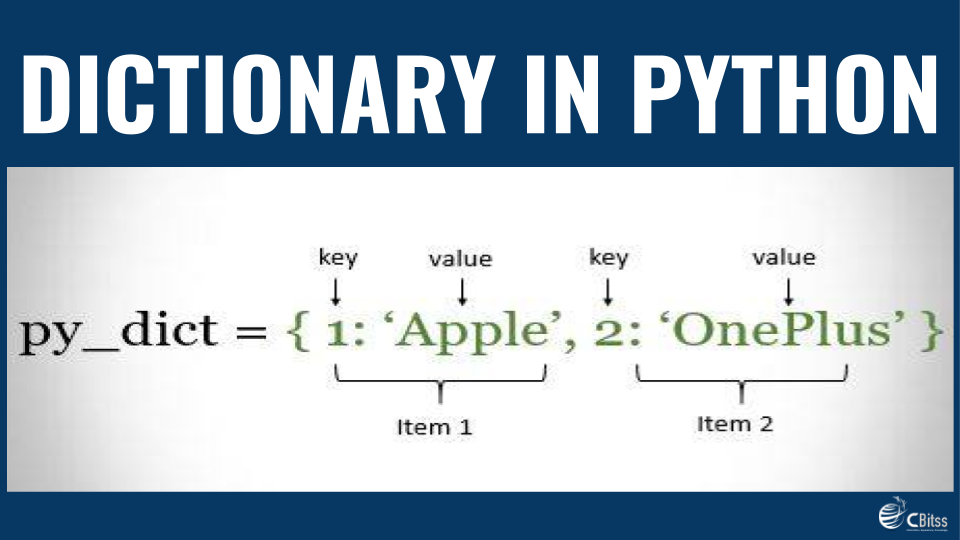 DICTIONARY IN PYTHON
key value key value
py_dict = { 1: ‘Apple’, 2: ‘OnePlus’ }
Item 1 Item 2
CBitss